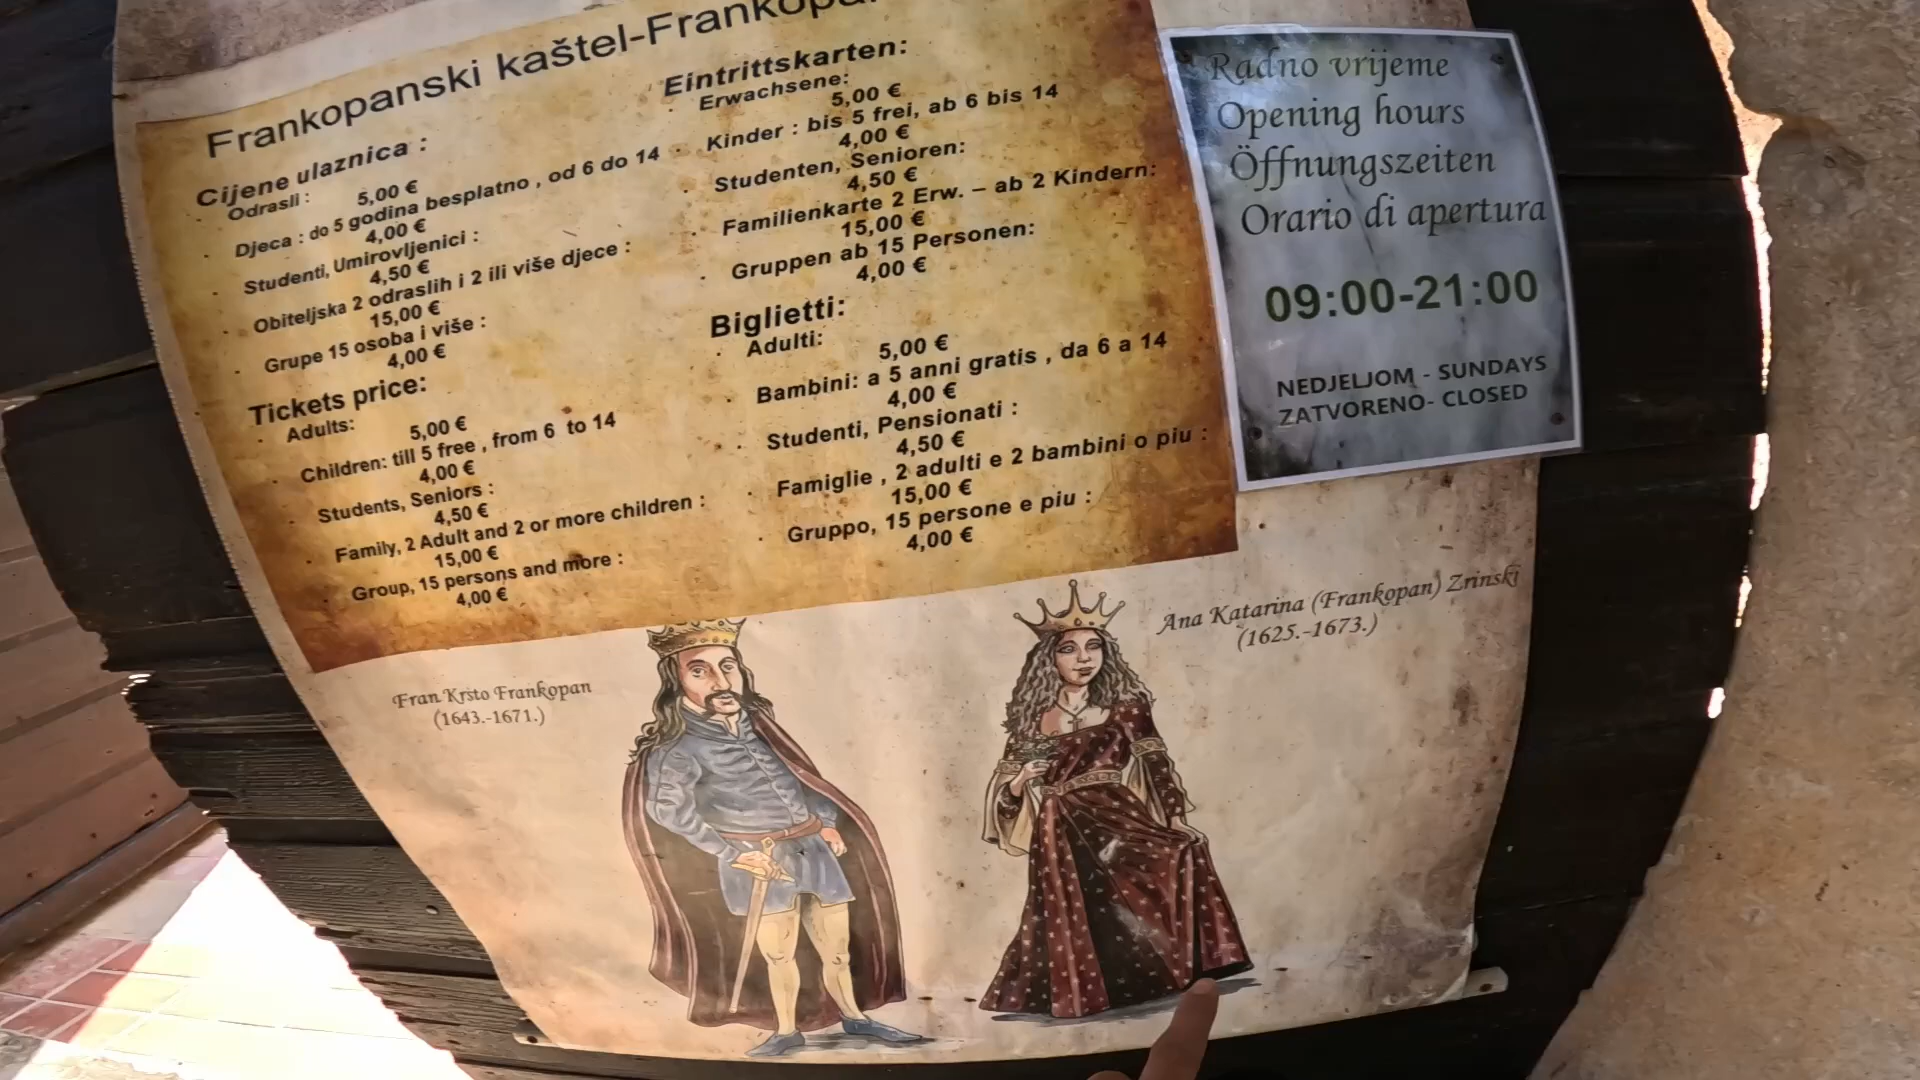 Frankopanski kaštel-Frankopa
Cijene ulaznica :
Odrasli :
5,00 €
Djeca : do 5 godina besplatno , od 6 do 14
4,00 €
Studenti, Umirovljenici :
4,50 €
Obiteljska 2 odraslih i 2 ili više djece :
15,00 €
Grupe 15 osoba i više :
4,00 €
Tickets price:
Adults:
5,00 €
Children: till 5 free , from 6 to 14
4,00 €
Students, Seniors :
4,50 €
Family, 2 Adult and 2 or more children :
15,00 €
Group, 15 persons and more :
4,00 €
Eintrittskarten:
Erwachsene:
5,00 €
Kinder : bis 5 frei, ab 6 bis 14
4,00 €
Studenten, Senioren:
4,50 €
Familienkarte 2 Erw. – ab 2 Kindern:
15,00 €
Gruppen ab 15 Personen:
4,00 €
Biglietti:
Adulti:
5,00 €
Bambini: a 5 anni gratis , da 6 a 14
4,00 €
Studenti, Pensionati :
4,50 €
Famiglie , 2 adulti e 2 bambini o piu :
15,00 €
Gruppo, 15 persone e piu :
4,00 €
Radno vrijeme
Opening hours
Öffnungszeiten
Orario di apertura
09:00-21:00
NEDJELJOM - SUNDAYS
ZATVORENO- CLOSED
Fran Krsto Frankopan
(1643.-1671.)
Ana Katarina (Frankopan) Zrinski
(1625.-1673.)